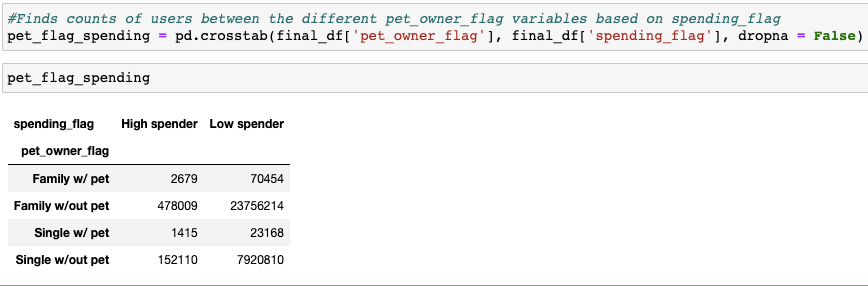 #Finds counts of users between the different pet_owner_flag variables based on spending_flag
pet_flag_spending = pd.crosstab(final_df['pet_owner_flag'], final_df['spending_flag'], dropna = False)
pet_flag_spending
spending_flag High spender Low spender
pet_owner_flag
Family w/ pet 2679 70454
Family w/out pet 478009 23756214
Single w/ pet 1415 23168
Single w/out pet 152110 7920810